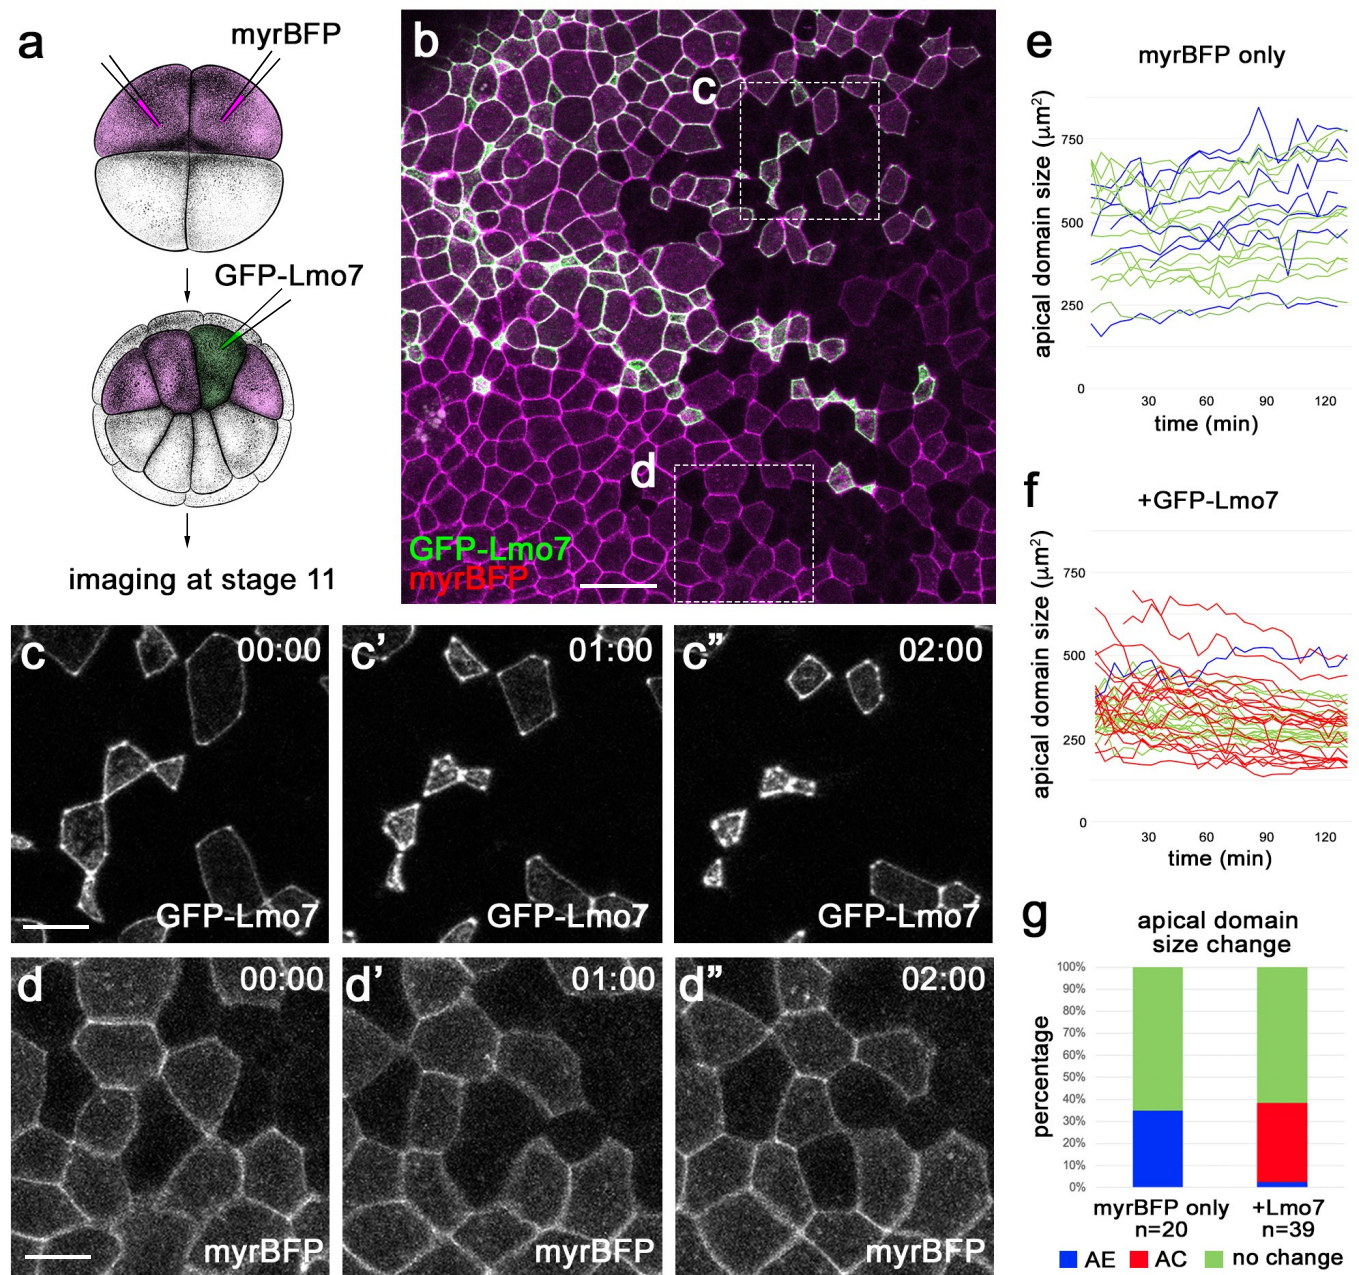 a
myrBFP
GFP-Lmo7
imaging at stage 11
b
c
d
GFP-Lmo7
myrBFP
c
00:00
GFP-Lmo7
c’
01:00
GFP-Lmo7
c”
02:00
GFP-Lmo7
d
00:00
myrBFP
d’
01:00
myrBFP
d”
02:00
myrBFP
e
myrBFP only
apical domain size (μm²)
750
500
250
0
30 60 90 120
time (min)
f
+GFP-Lmo7
apical domain size (μm²)
750
500
250
0
30 60 90 120
time (min)
g
apical domain
size change
percentage
100%
90%
80%
70%
60%
50%
40%
30%
20%
10%
0%
myrBFP only
n=20
+Lmo7
n=39
AE AC no change